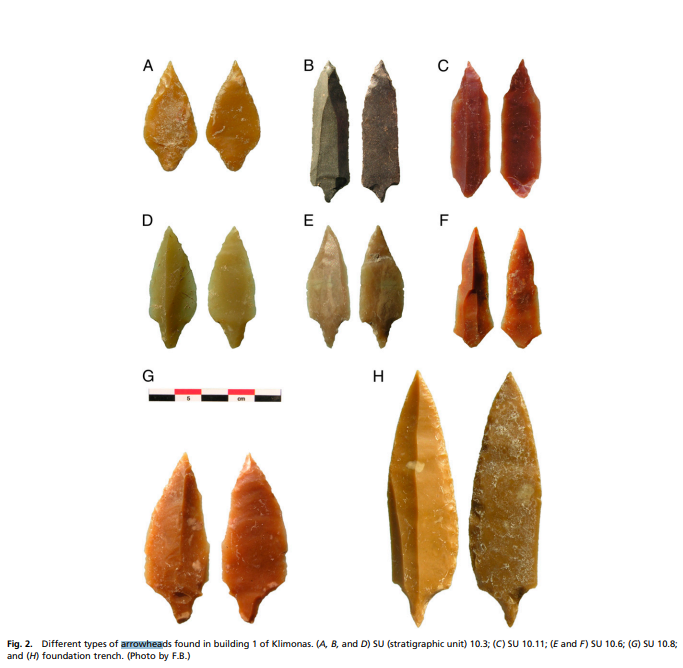 A
B
C
D
E
F
G
H
5 cm
Fig. 2. Different types of arrowheads found in building 1 of Klimonas. (A, B, and D) SU (stratigraphic unit) 10.3; (C) SU 10.11; (E and F) SU 10.6; (G) SU 10.8;
and (H) foundation trench. (Photo by F.B.)